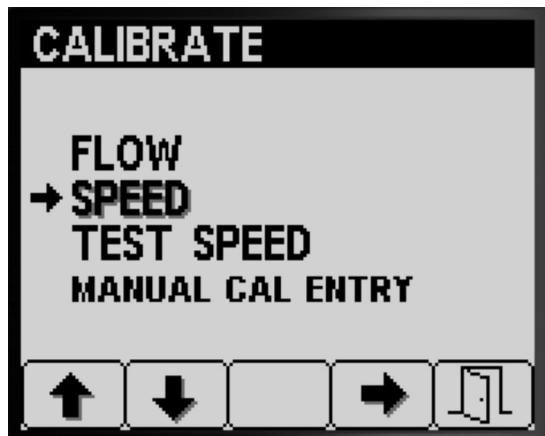 CALIBRATE
FLOW
SPEED
TEST SPEED
MANUAL CAL ENTRY